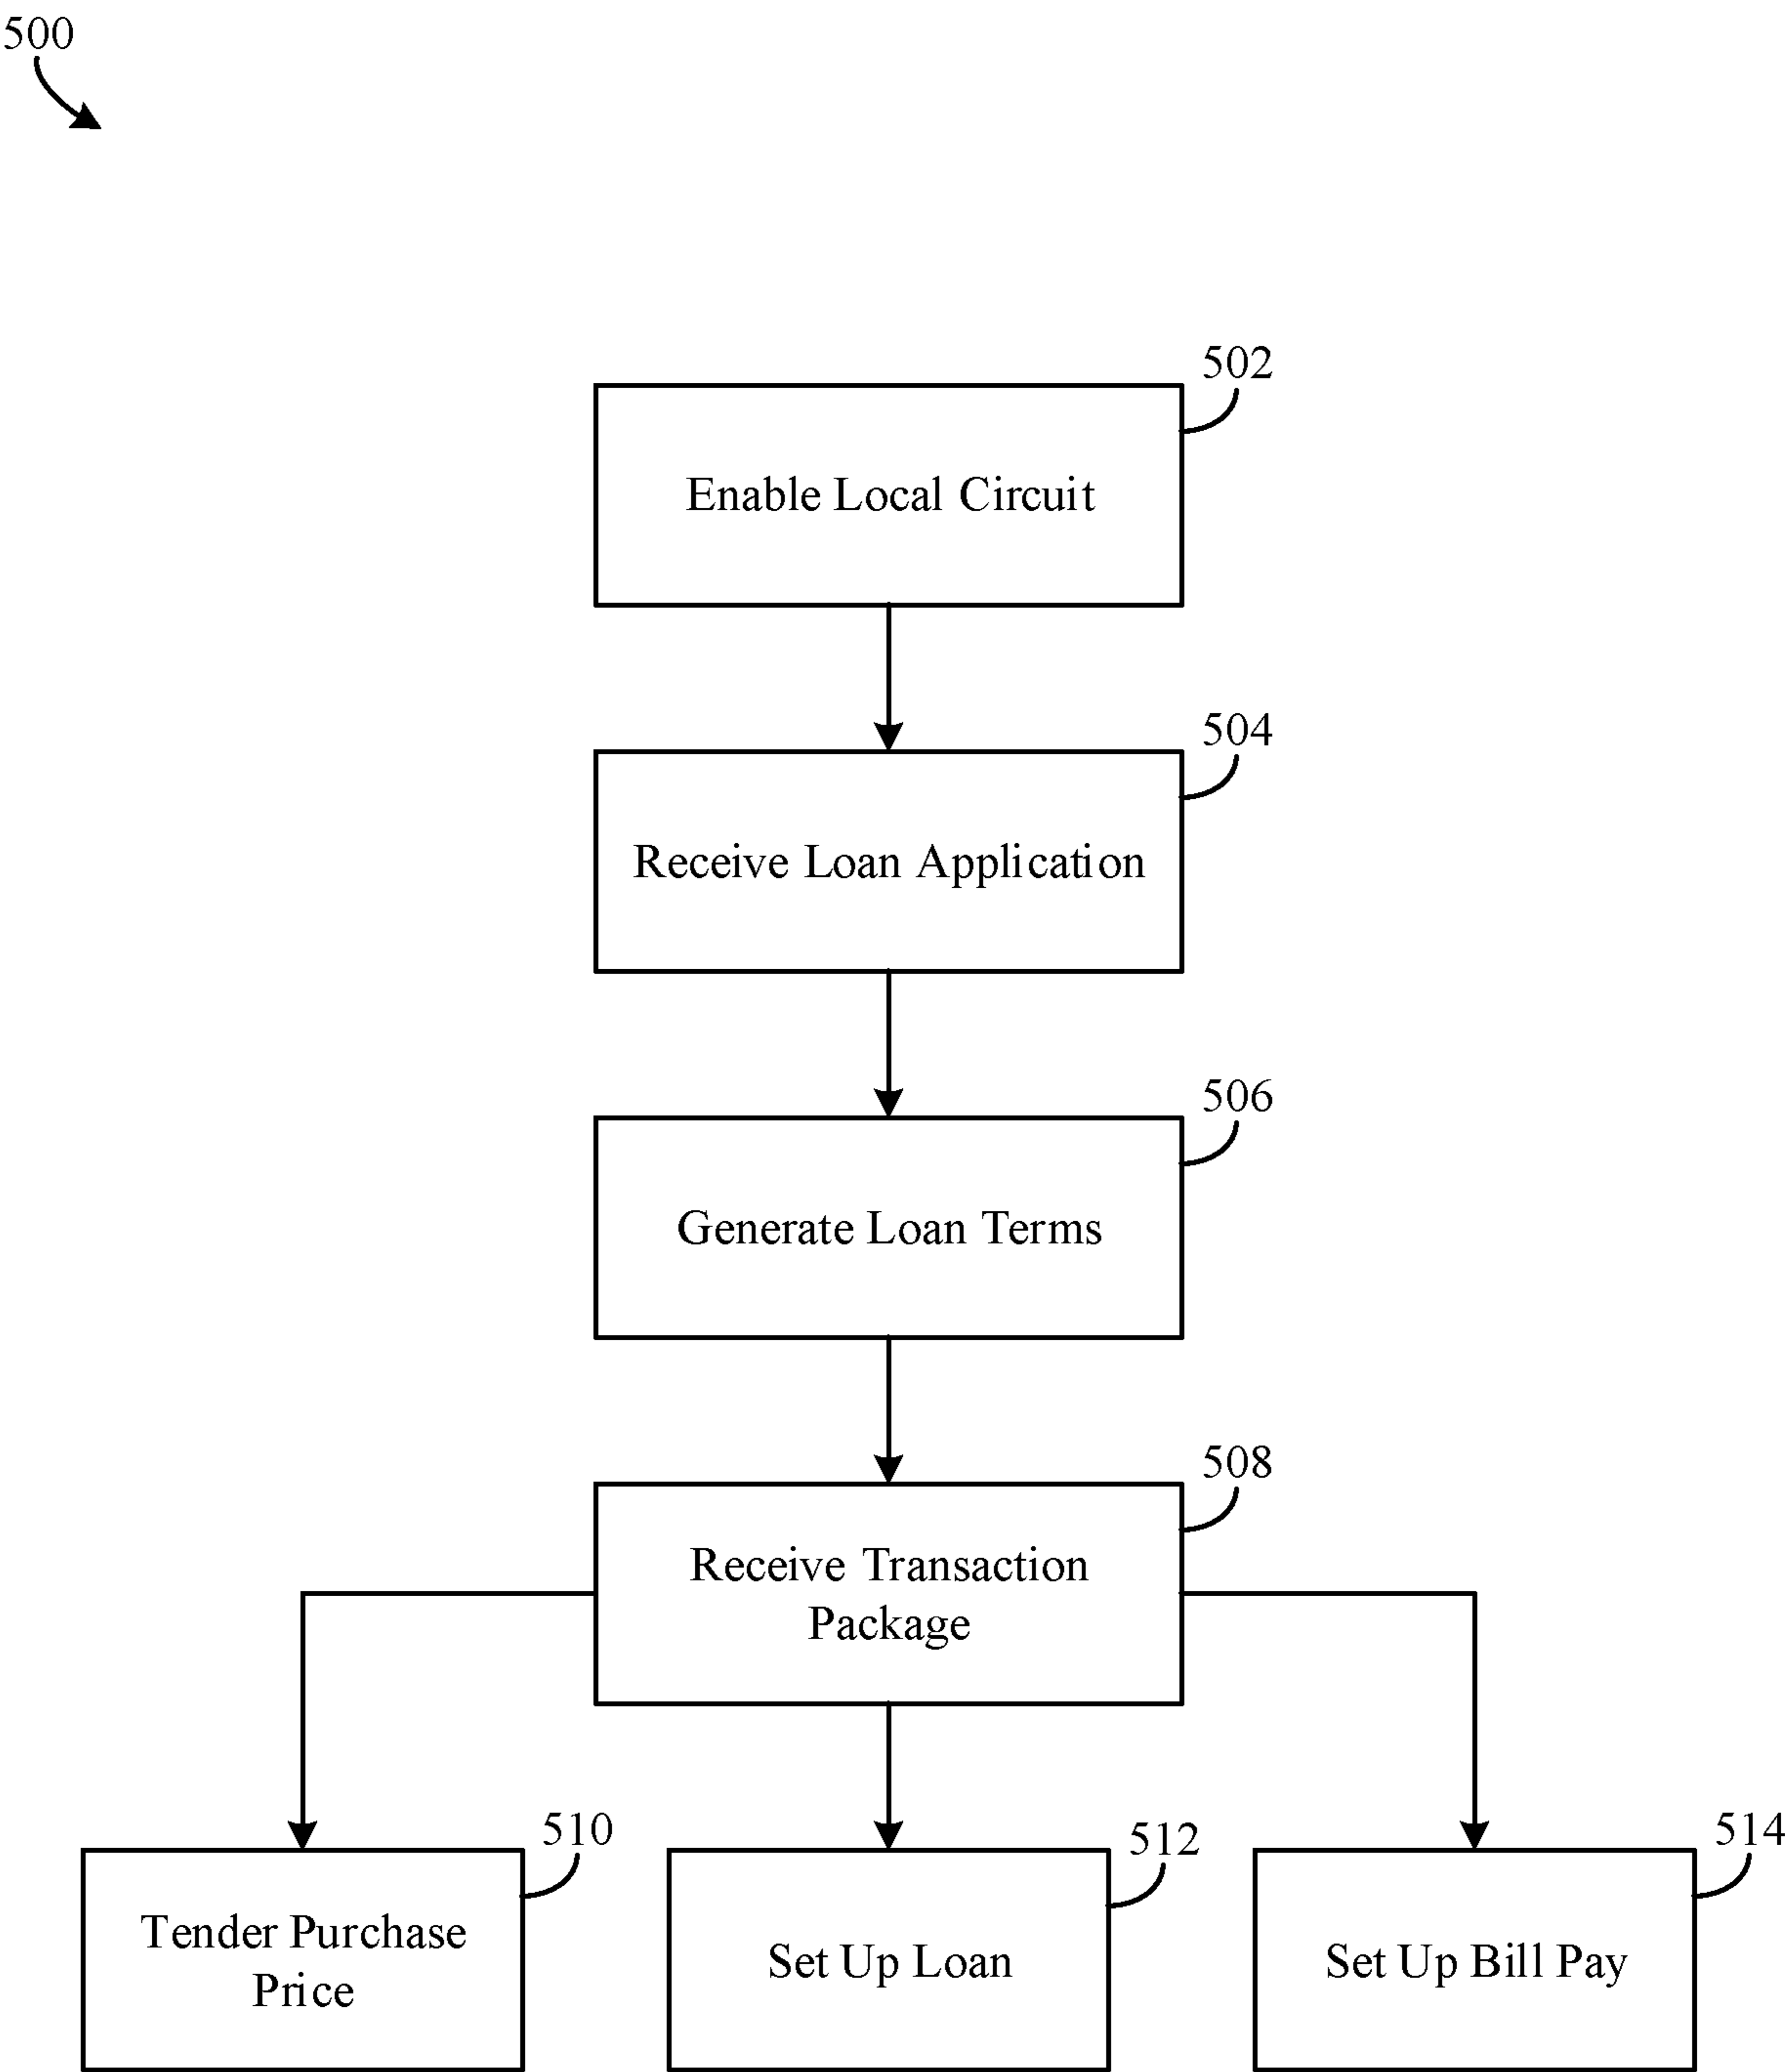 500
502
Enable Local Circuit
504
Receive Loan Application
506
Generate Loan Terms
508
Receive Transaction
Package
510
Tender Purchase
Price
512
Set Up Loan
514
Set Up Bill Pay